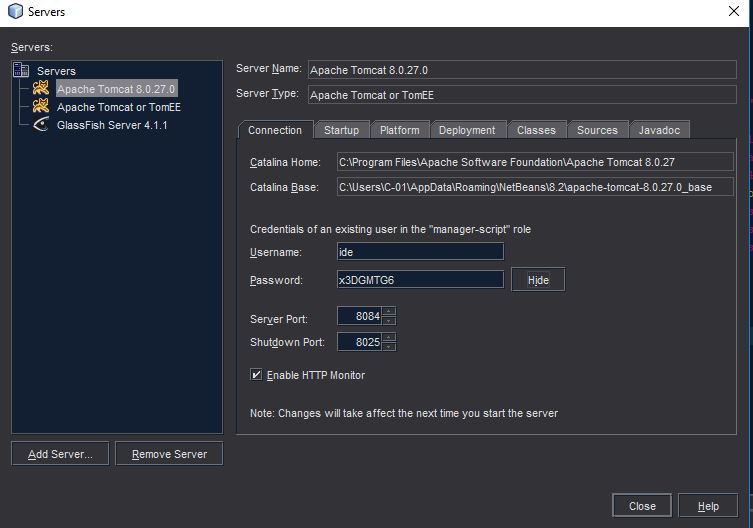 Servers
Servers:
Servers
Apache Tomcat 8.0.27.0
Apache Tomcat or TomEE
GlassFish Server 4.1.1
Add Server...
Remove Server
Server Name:
Apache Tomcat 8.0.27.0
Server Type:
Apache Tomcat or TomEE
Connection
Startup
Platform
Deployment
Classes
Sources
Javadoc
Catalina Home:
C:\Program Files\Apache Software Foundation\Apache Tomcat 8.0.27
Catalina Base:
C:\Users\C-01\AppData\Roaming\NetBeans\8.2\apache-tomcat-8.0.27.0_base
Credentials of an existing user in the "manager-script" role
Username:
ide
Password:
x3DGMTG6
Hide
Server Port:
8084
Shutdown Port:
8025
Enable HTTP Monitor
Note: Changes will take affect the next time you start the server
Close
Help